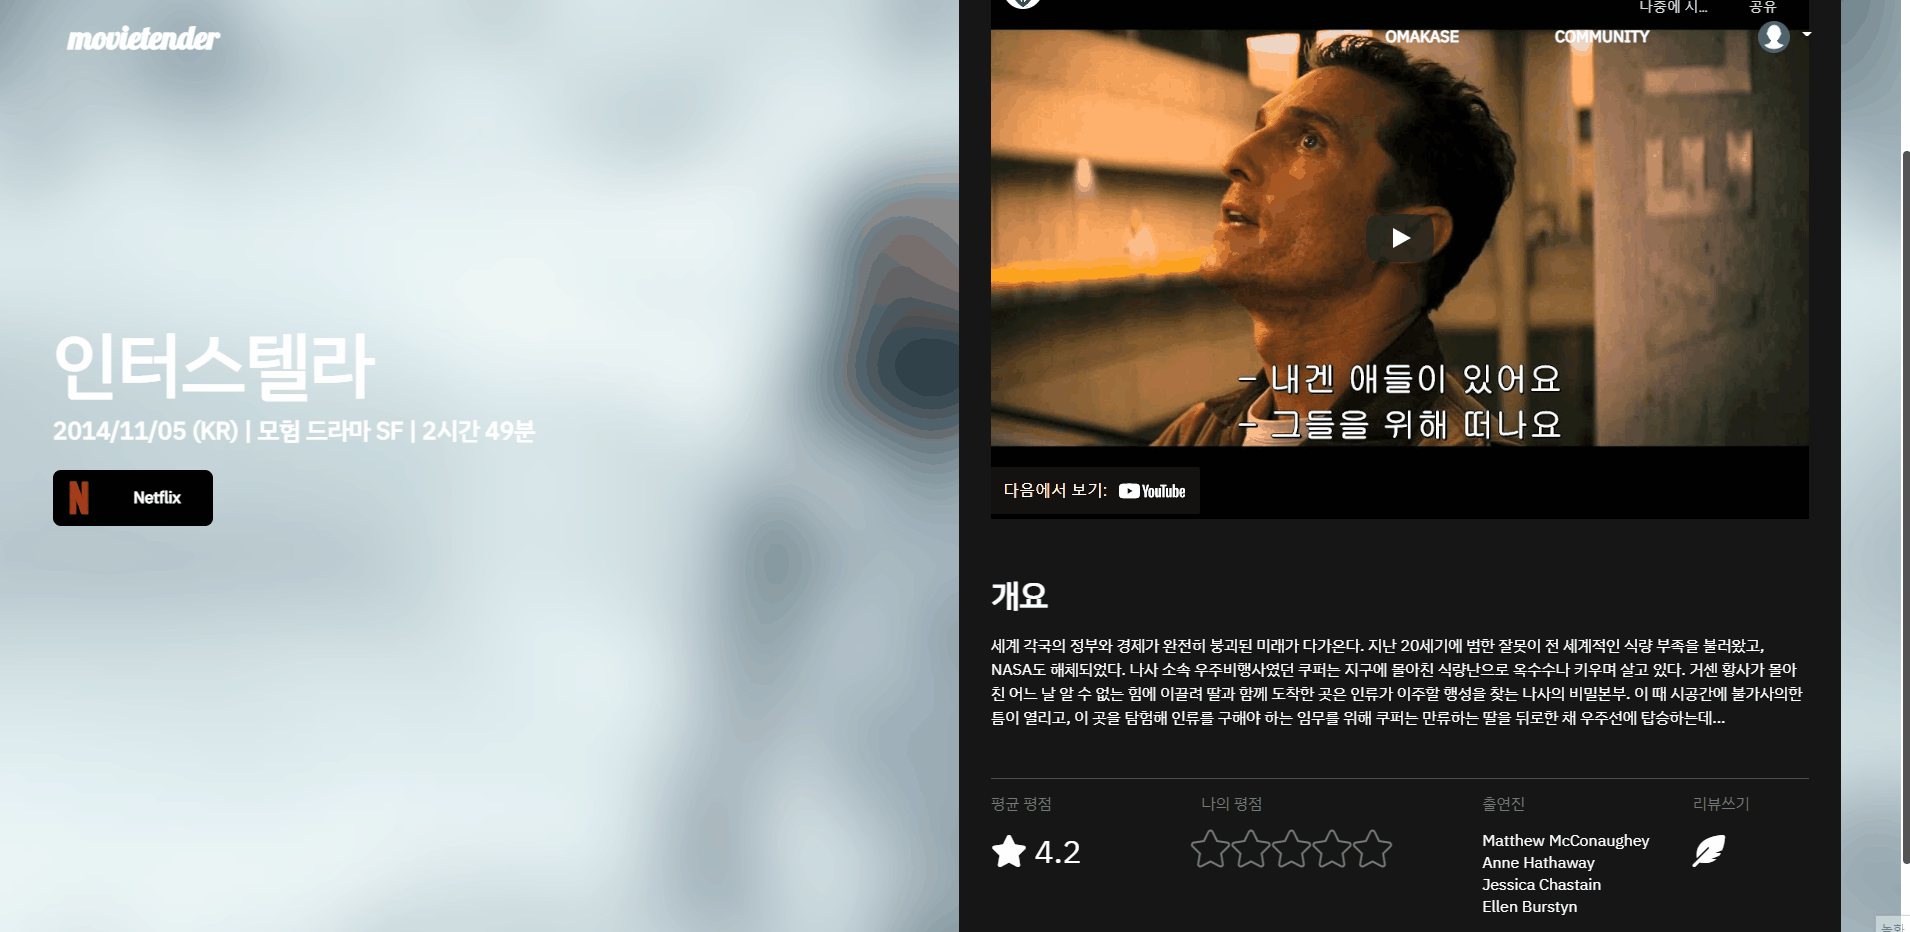 movietender
나중에 시...
공유
OMAKASE
COMMUNITY
- 내겐 애들이 있어요
- 그들을 위해 떠나요
다음에서 보기: YouTube
인터스텔라
2014/11/05 (KR) | 모험 드라마 SF | 2시간 49분
N Netflix
개요
세계 각국의 정부와 경제가 완전히 붕괴된 미래가 다가온다. 지난 20세기에 범한 잘못이 전 세계적인 식량 부족을 불러왔고,
NASA도 해체되었다. 나사 소속 우주비행사였던 쿠퍼는 지구에 몰아친 식량난으로 옥수수나 키우며 살고 있다. 거센 황사가 몰아
친 어느 날 알 수 없는 힘에 이끌려 딸과 함께 도착한 곳은 인류가 이주할 행성을 찾는 나사의 비밀본부. 이 때 시공간에 불가사의한
틈이 열리고, 이 곳을 탐험해 인류를 구해야 하는 임무를 위해 쿠퍼는 만류하는 딸을 뒤로한 채 우주선에 탑승하는데...
평균 평점
4.2
나의 평점
출연진
Matthew McConaughey
Anne Hathaway
Jessica Chastain
Ellen Burstyn
리뷰쓰기